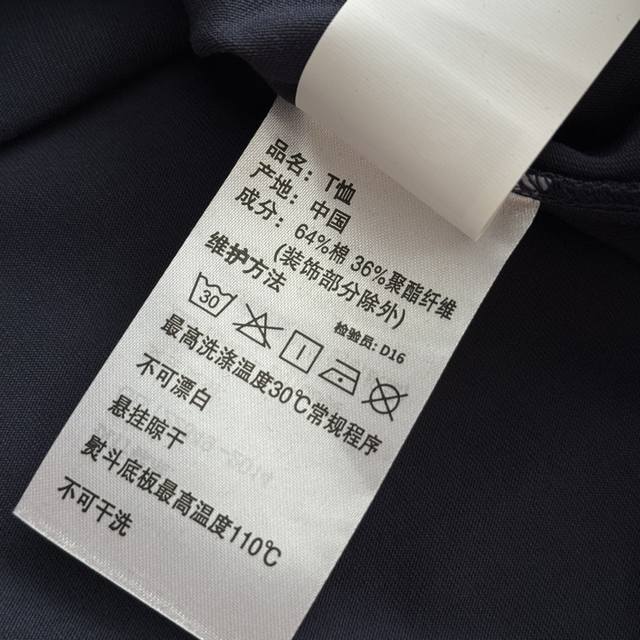 品名：T恤
产地：中国
成分：64%棉 36%聚酯纤维
(装饰部分除外)
维护方法
检验员: D16
30
最高洗涤温度30℃常规程序
不可漂白
悬挂晾干
熨斗底板最高温度110℃
不可干洗